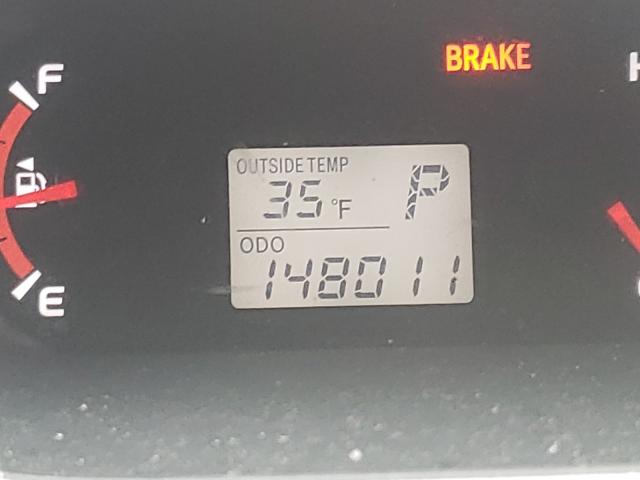 BRAKE
F
H
OUTSIDE TEMP
35 °F P
ODO
148011
E